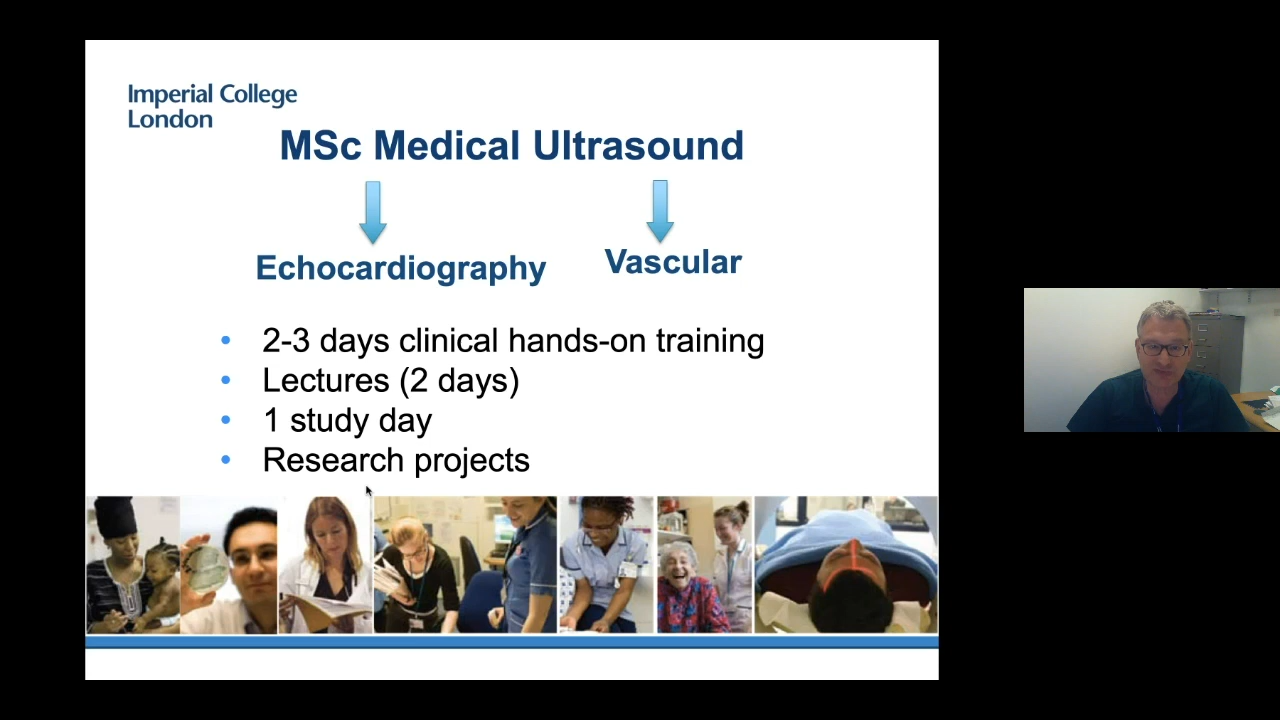 Imperial College
London
MSc Medical Ultrasound
Echocardiography
Vascular
• 2-3 days clinical hands-on training
• Lectures (2 days)
• 1 study day
• Research projects